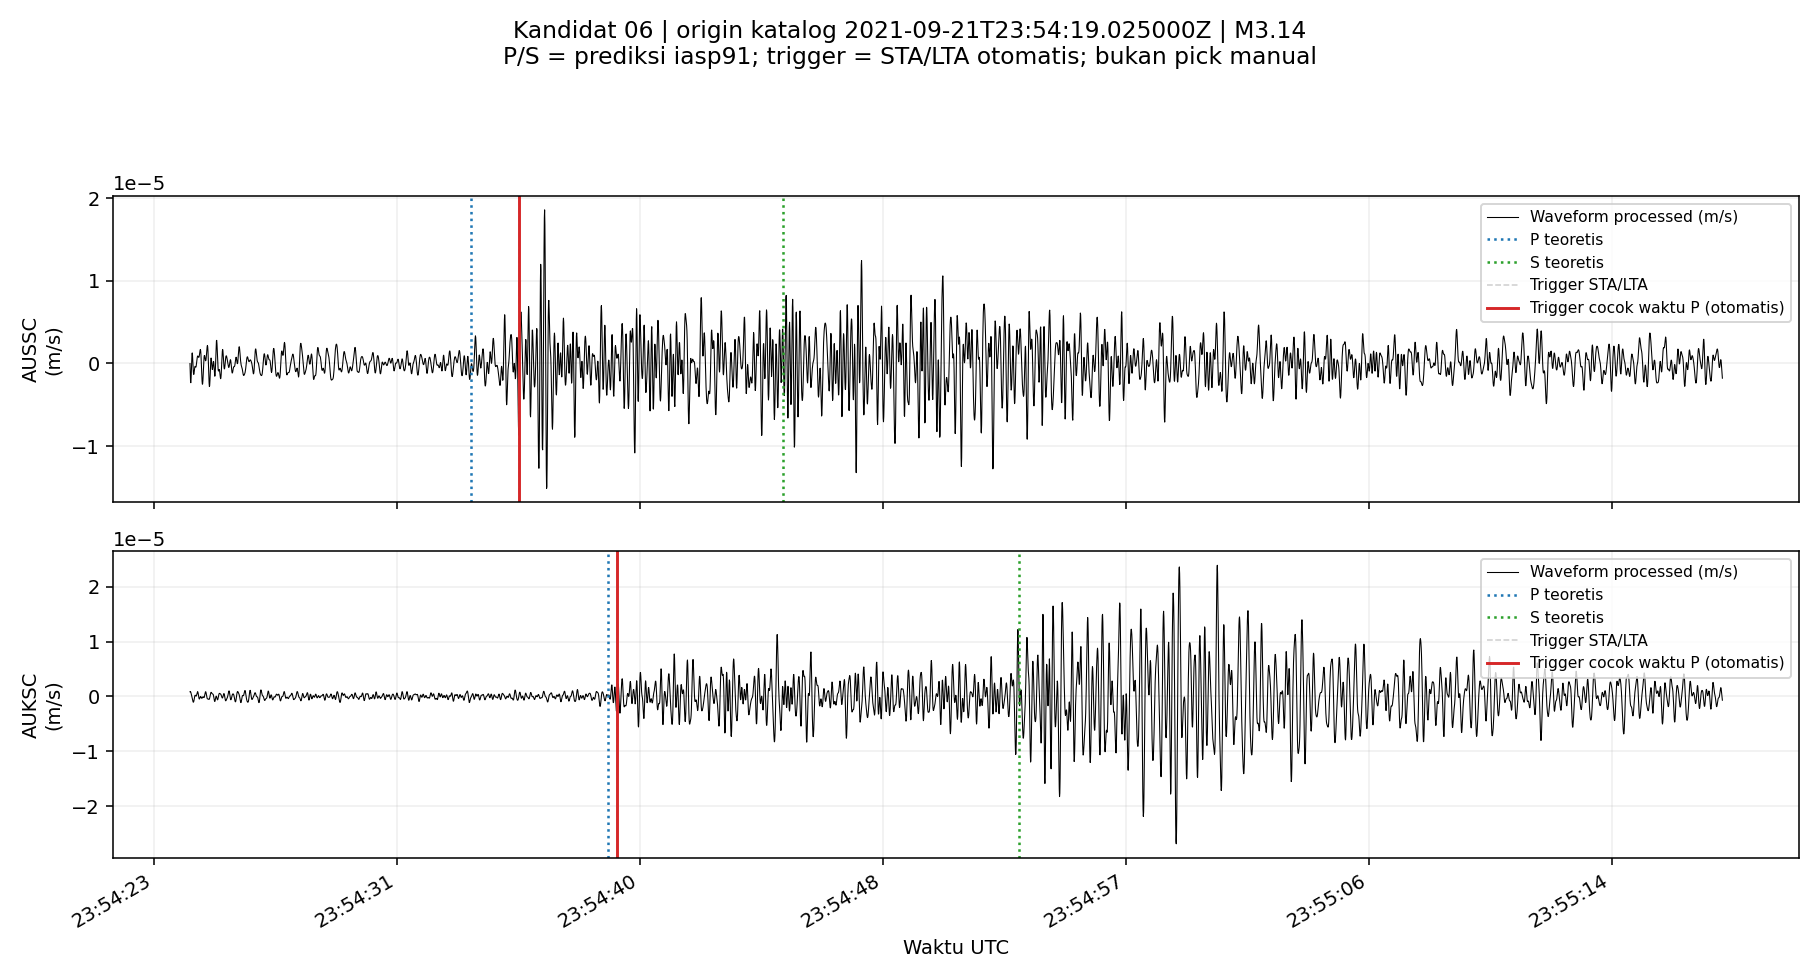 Kandidat 06 | origin katalog 2021-09-21T23:54:19.025000Z | M3.14
P/S = prediksi iasp91; trigger = STA/LTA otomatis; bukan pick manual
1e−5
2
1
0
−1
AUSSC
(m/s)
Waveform processed (m/s)
P teoretis
S teoretis
Trigger STA/LTA
Trigger cocok waktu P (otomatis)
1e−5
2
1
0
−1
−2
AUKSC
(m/s)
Waveform processed (m/s)
P teoretis
S teoretis
Trigger STA/LTA
Trigger cocok waktu P (otomatis)
23:54:23
23:54:31
23:54:40
23:54:48
23:54:57
23:55:06
23:55:14
Waktu UTC